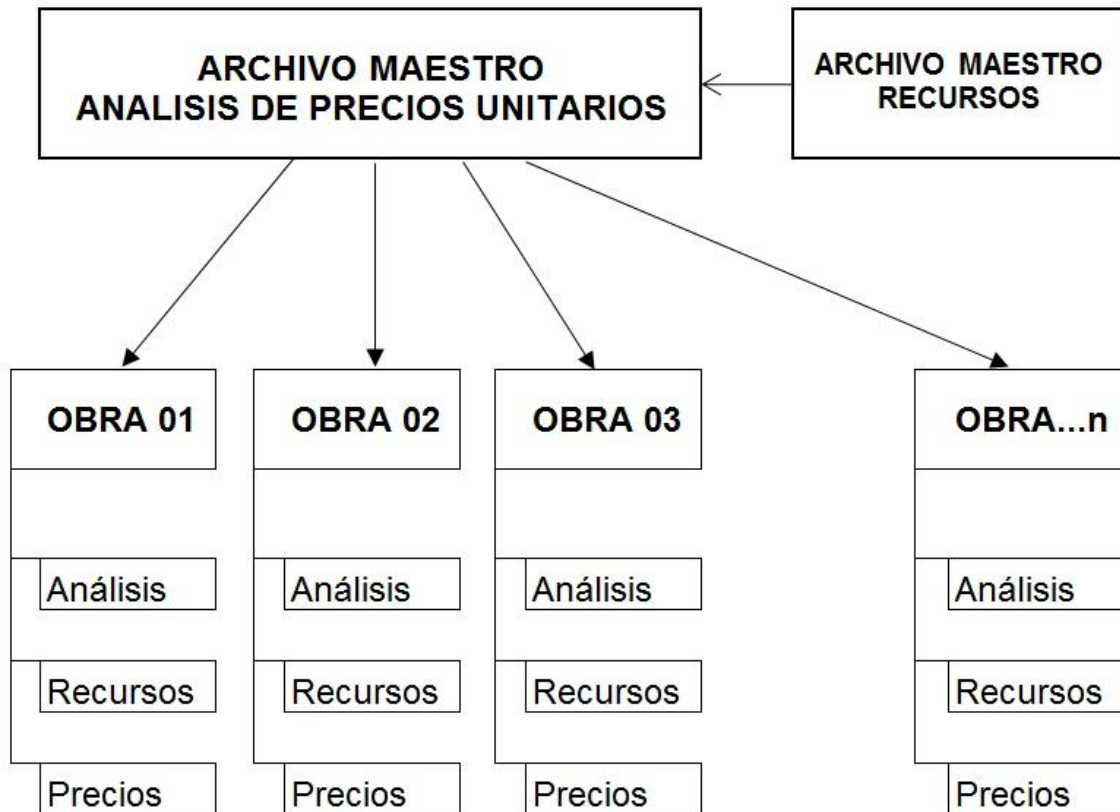 ARCHIVO MAESTRO
ANALISIS DE PRECIOS UNITARIOS
ARCHIVO MAESTRO
RECURSOS
OBRA 01
OBRA 02
OBRA 03
OBRA...n
Análisis
Análisis
Análisis
Análisis
Recursos
Recursos
Recursos
Recursos
Precios
Precios
Precios
Precios